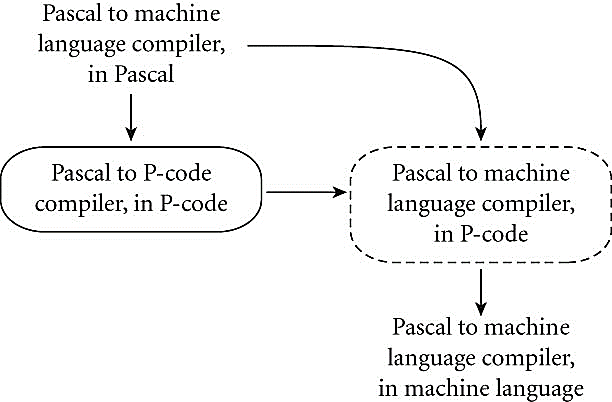 Pascal to machine
language compiler,
in Pascal
Pascal to P-code
compiler, in P-code
Pascal to machine
language compiler,
in P-code
Pascal to machine
language compiler,
in machine language